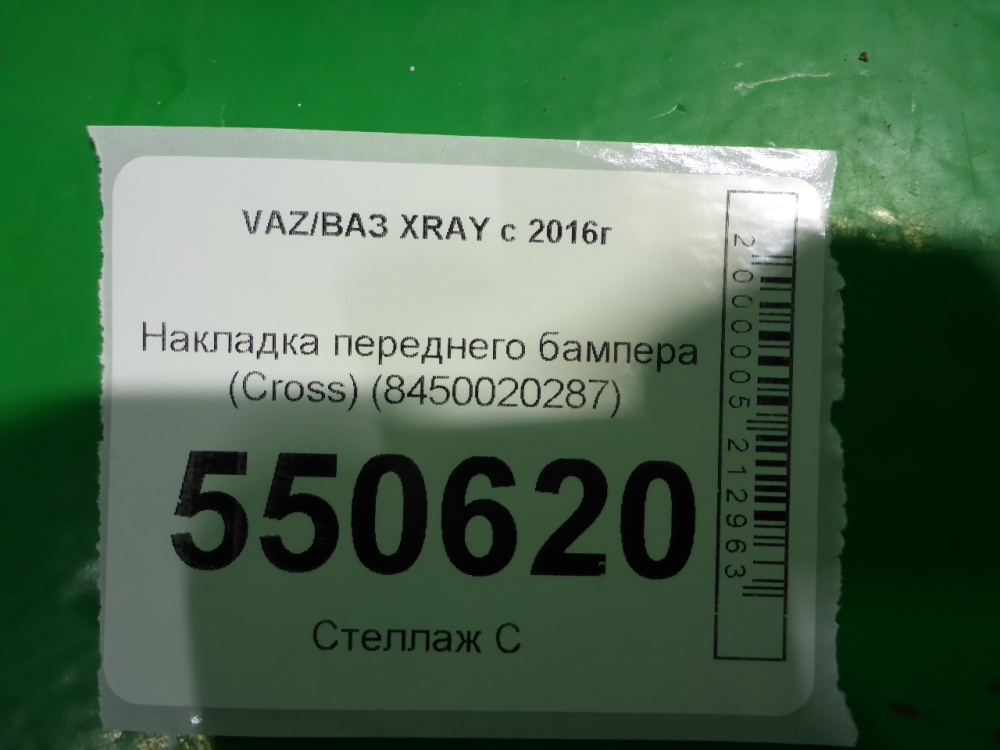 VAZ/ВАЗ XRAY с 2016г
Накладка переднего бампера
(Cross) (8450020287)
550620
Стеллаж С
2000005212963